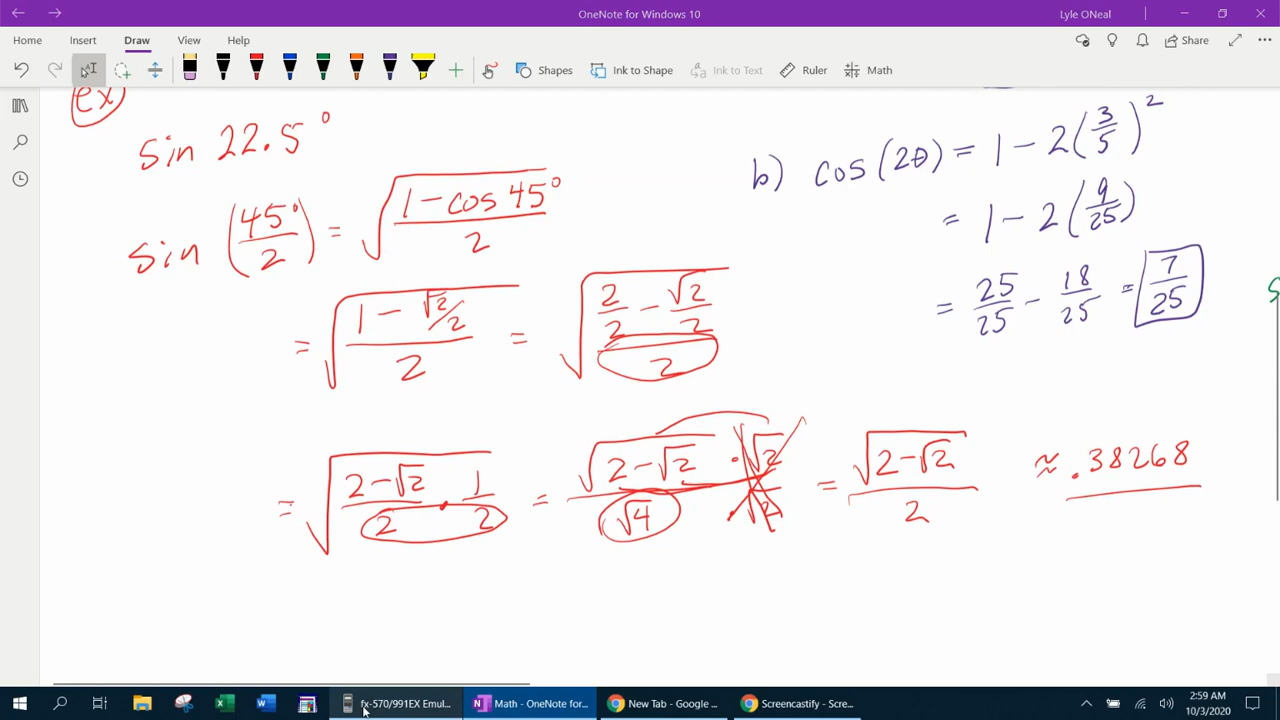 OneNote for Windows 10
Lyle ONeal
Home Insert Draw View Help
Share
Shapes Ink to Shape Ink to Text Ruler Math
ex)
sin 22.5°
sin (45°/2) = √((1 - cos 45°)/2)
= √((1 - √2/2)/2) = √((2/2 - √2/2)/2)
= √((2-√2)/2 · 1/2) = √(2-√2)/√4 · √2/√2 = √(2-√2)/2 ≈ .38268
b) cos(2θ) = 1 - 2(3/5)²
= 1 - 2(9/25)
= 25/25 - 18/25 = 7/25
fx-570/991EX Emul...
Math - OneNote for...
New Tab - Google ...
Screencastify - Scre...
2:59 AM
10/3/2020